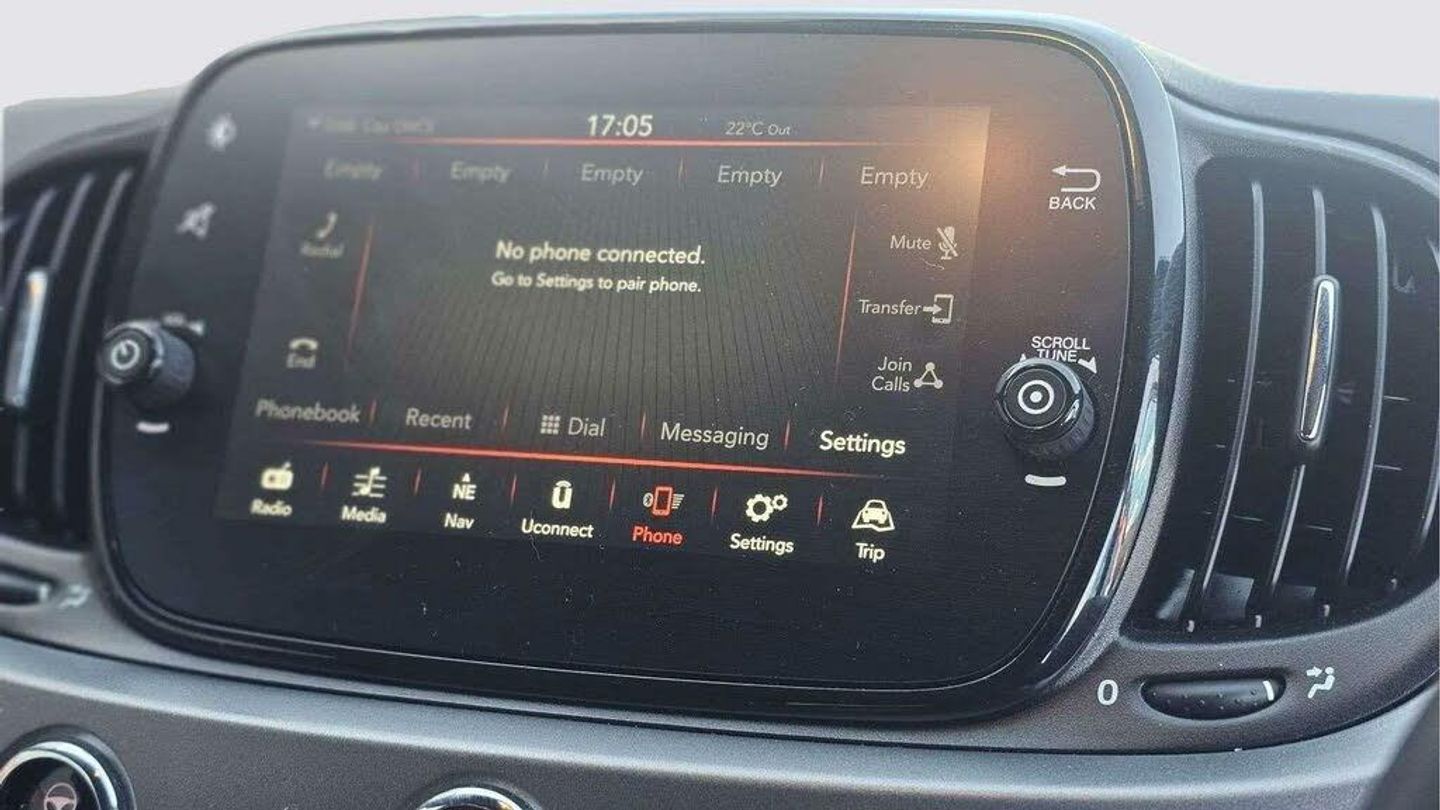 17:05 22°C Out
Empty Empty Empty Empty Empty
BACK
Redial
No phone connected.
Go to Settings to pair phone.
Mute
Transfer
End
Join
Calls
SCROLL
TUNE
Phonebook Recent Dial Messaging Settings
Radio Media NE Nav Uconnect Phone Settings Trip
0